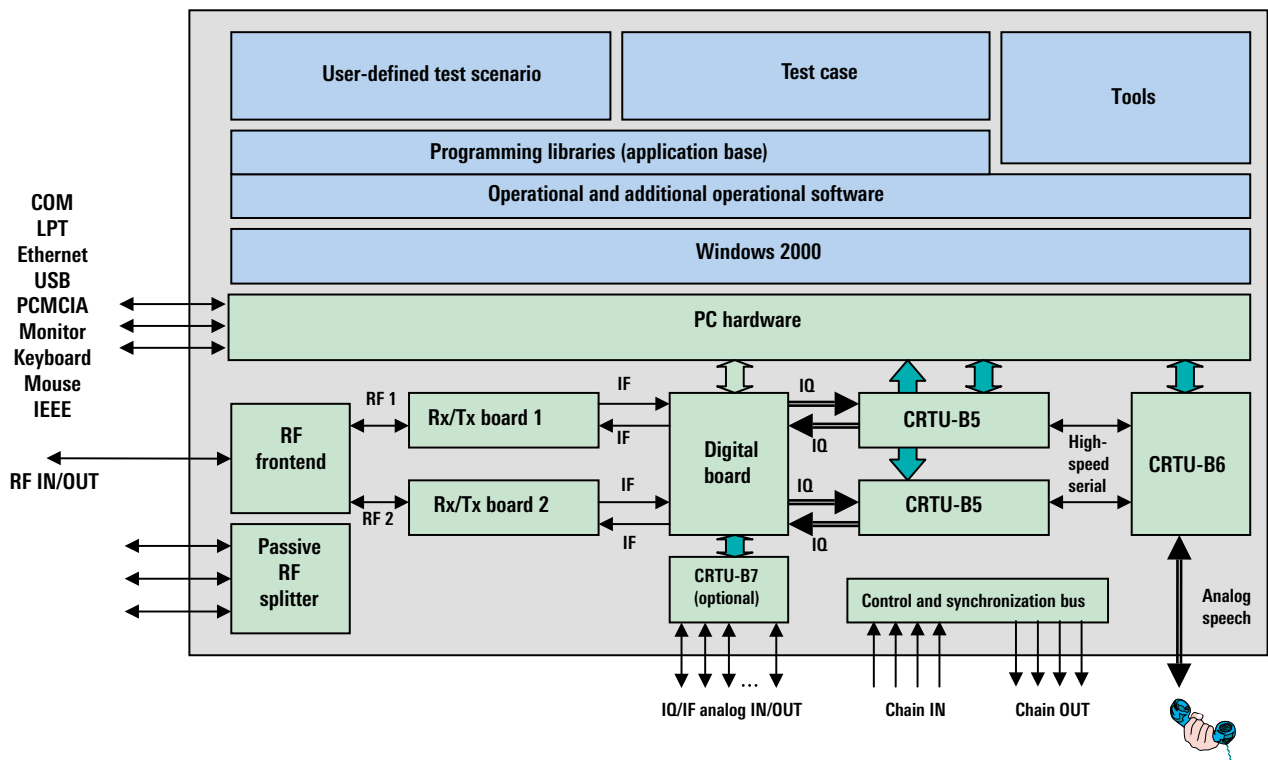 User-defined test scenario
Test case
Tools
Programming libraries (application base)
Operational and additional operational software
Windows 2000
PC hardware
COM
LPT
Ethernet
USB
PCMCIA
Monitor
Keyboard
Mouse
IEEE
RF IN/OUT
RF
frontend
RF 1
RF 2
Rx/Tx board 1
Rx/Tx board 2
IF
IF
IF
IF
Digital
board
IQ
IQ
IQ
IQ
CRTU-B5
CRTU-B5
High-
speed
serial
CRTU-B6
Passive
RF
splitter
CRTU-B7
(optional)
Control and synchronization bus
Analog
speech
...
IQ/IF analog IN/OUT
Chain IN
Chain OUT